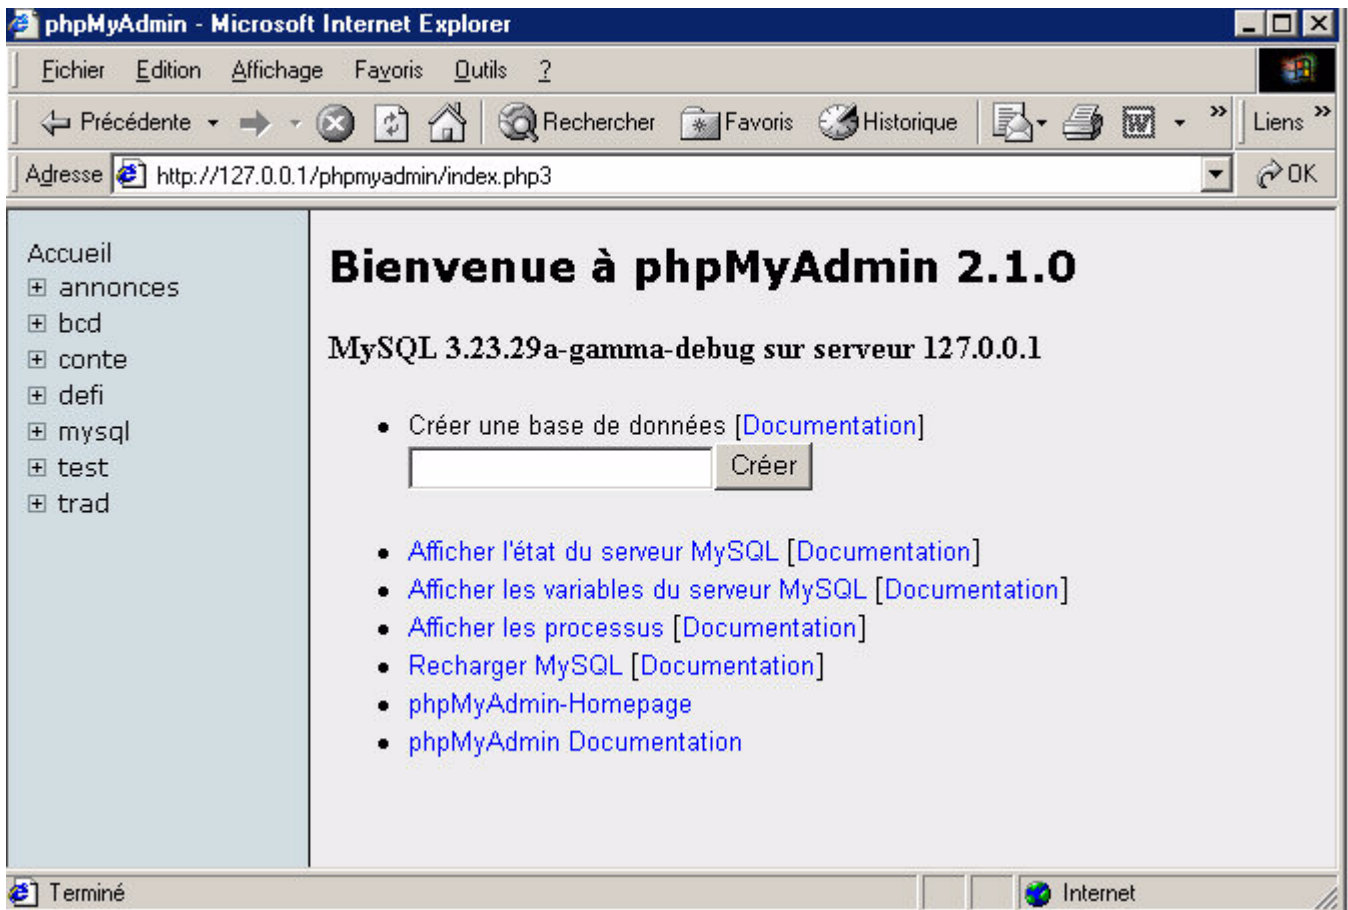 phpMyAdmin - Microsoft Internet Explorer
Fichier Edition Affichage Favoris Outils ?
Précédente Rechercher Favoris Historique » Liens »
Adresse http://127.0.0.1/phpmyadmin/index.php3 OK
Accueil
annonces
bcd
conte
defi
mysql
test
trad
Bienvenue à phpMyAdmin 2.1.0
MySQL 3.23.29a-gamma-debug sur serveur 127.0.0.1
Créer une base de données [Documentation]
Créer
Afficher l'état du serveur MySQL [Documentation]
Afficher les variables du serveur MySQL [Documentation]
Afficher les processus [Documentation]
Recharger MySQL [Documentation]
phpMyAdmin-Homepage
phpMyAdmin Documentation
Terminé Internet